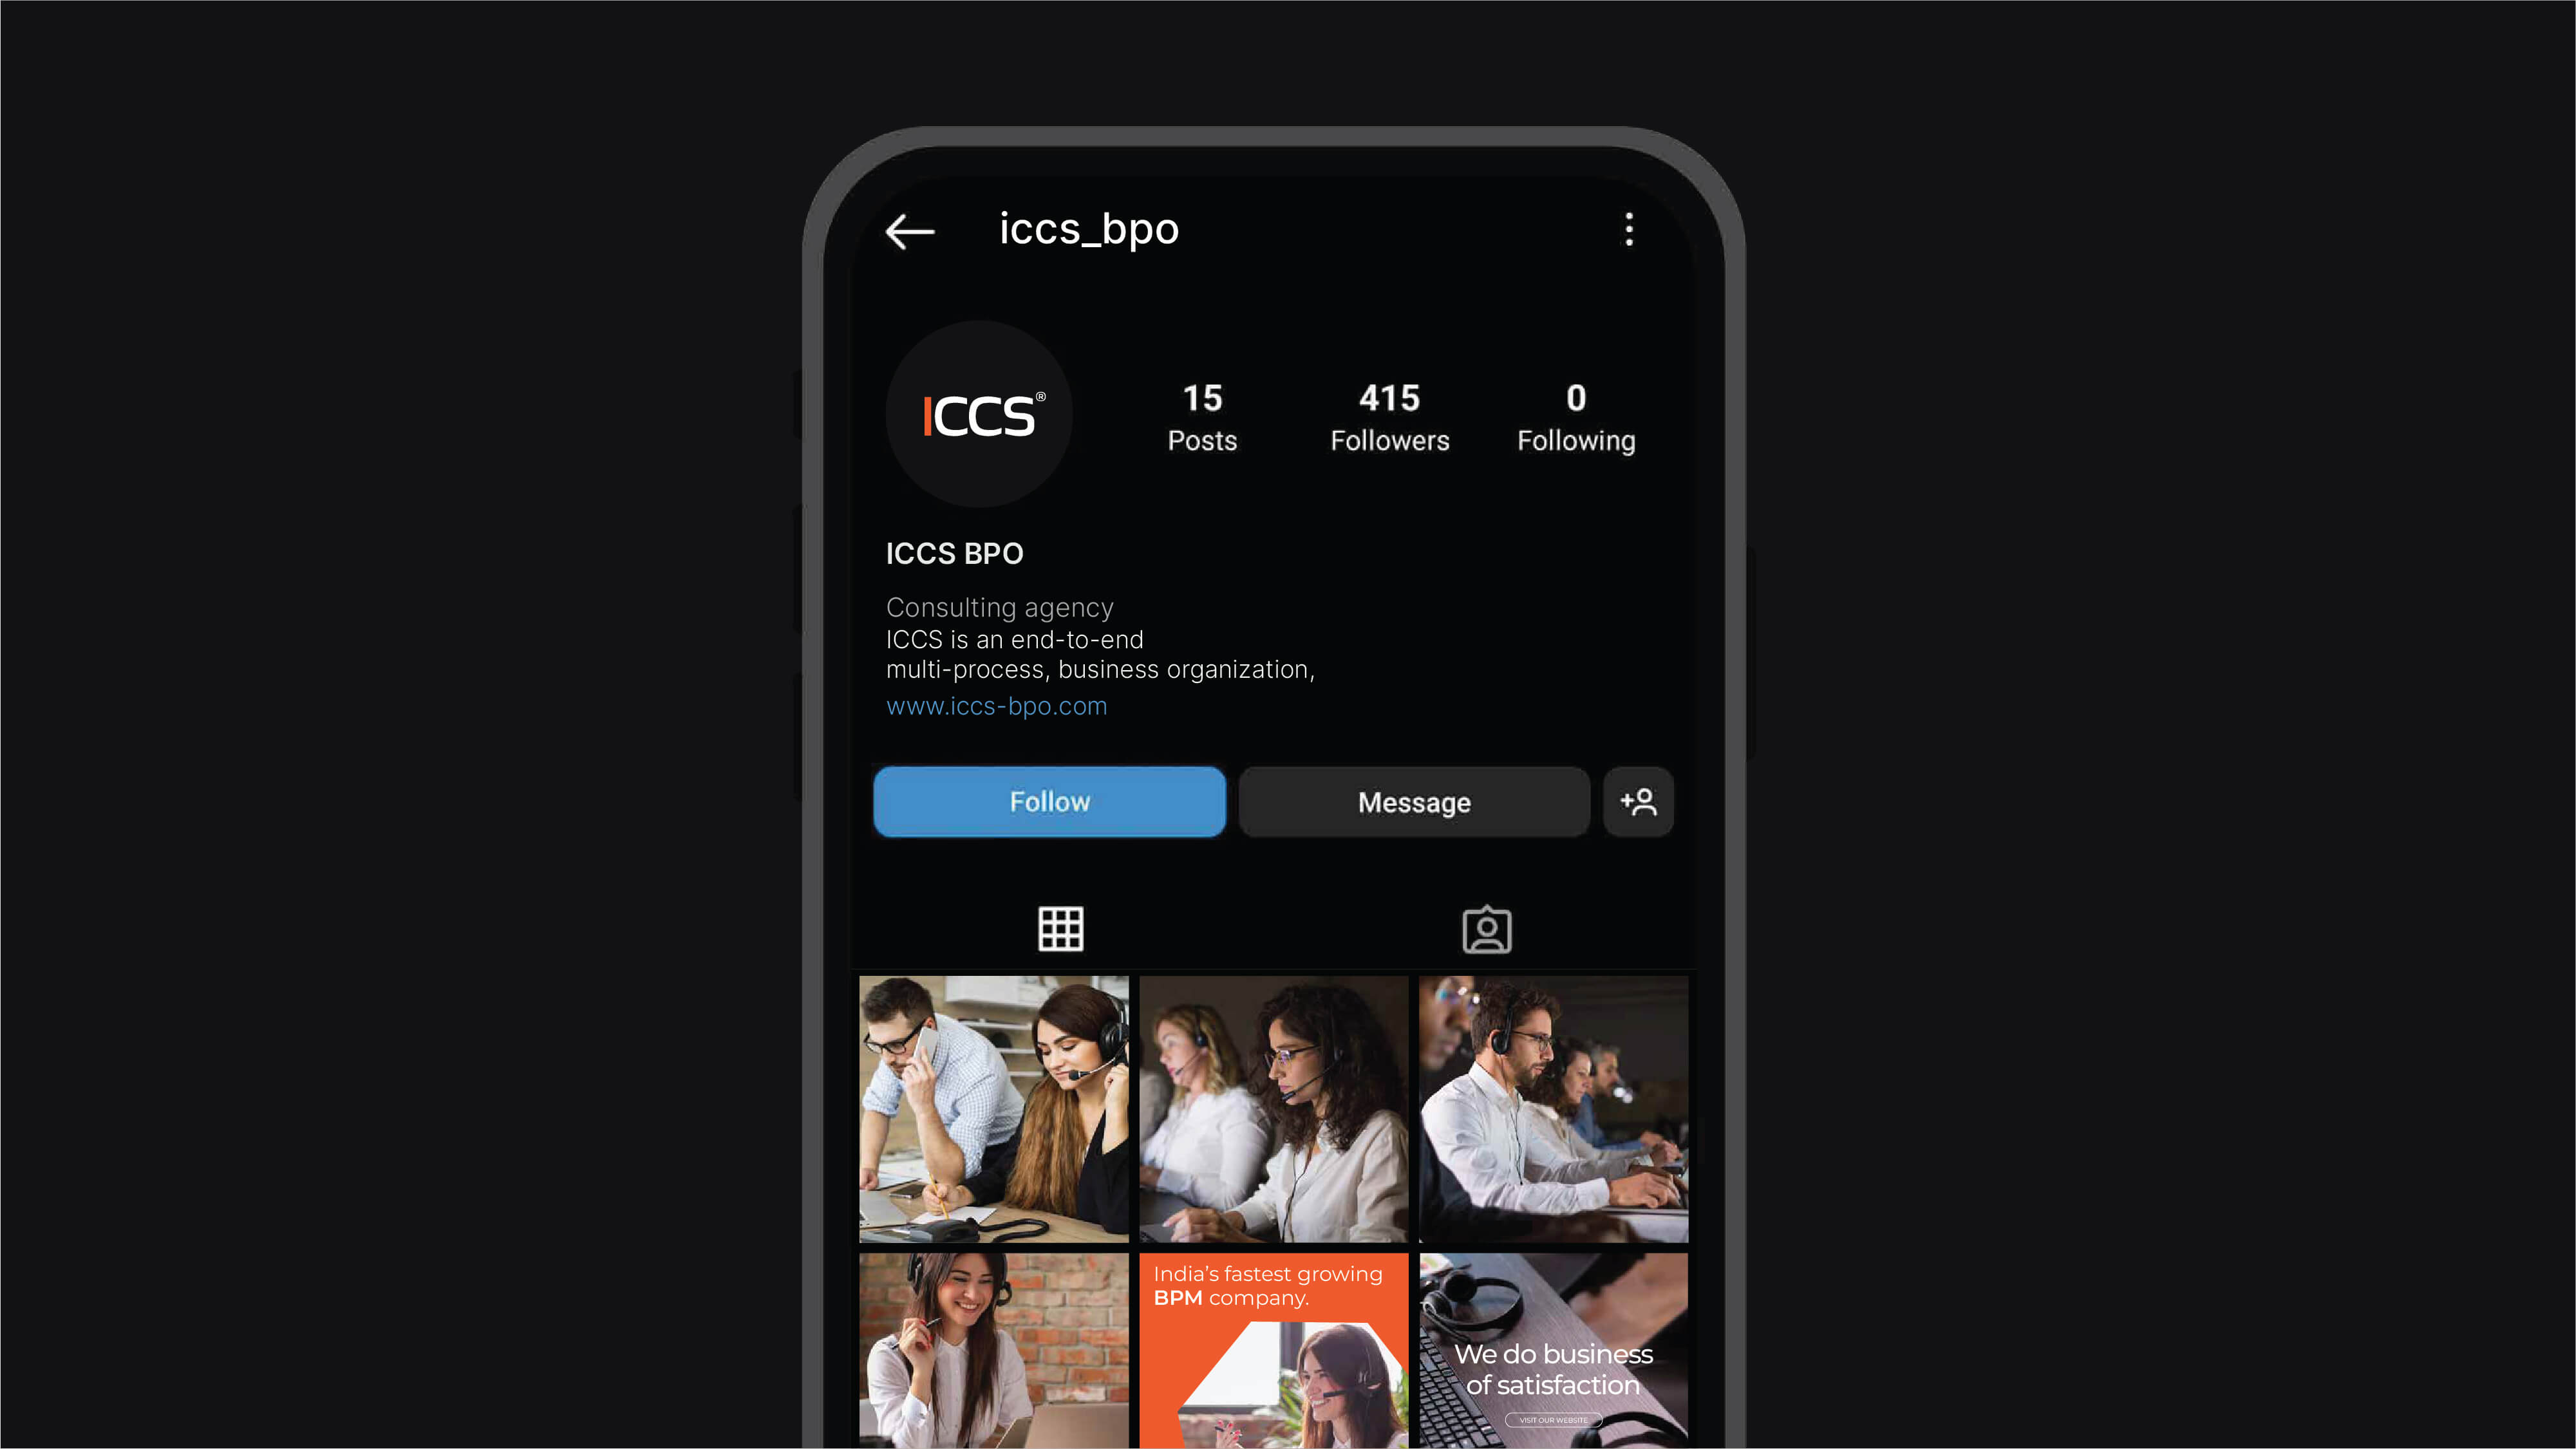 iccs_bpo
ICCS®
15
Posts
415
Followers
0
Following
ICCS BPO
Consulting agency
ICCS is an end-to-end
multi-process, business organization,
www.iccs-bpo.com
Follow
Message
India's fastest growing
BPM company.
We do business
of satisfaction
VISIT OUR WEBSITE